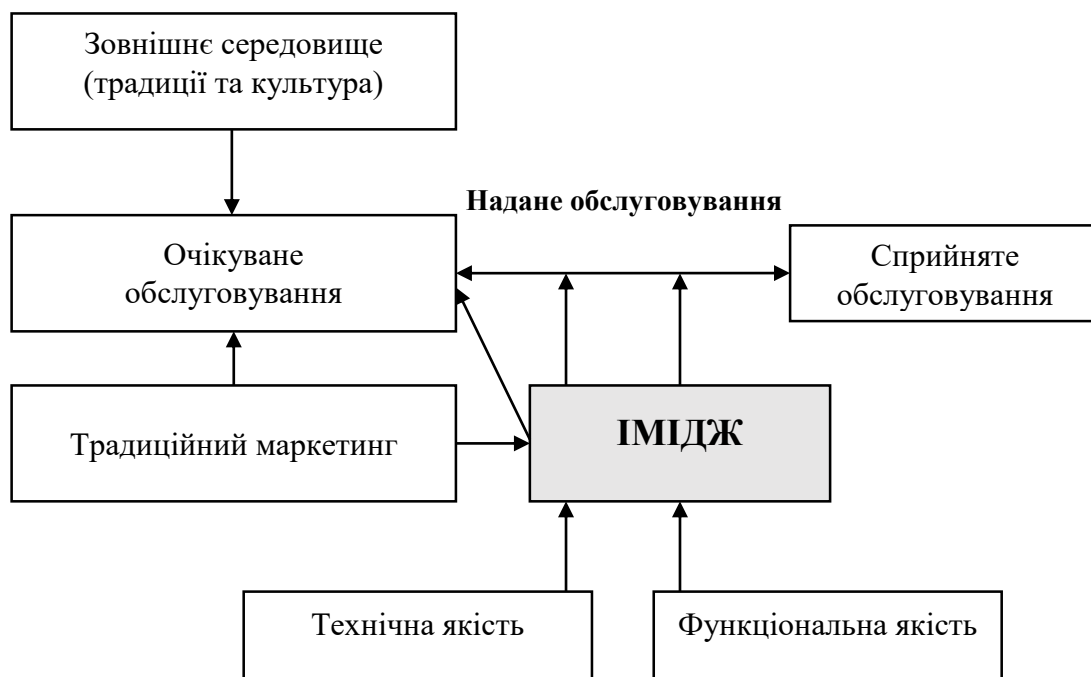 Зовнішнє середовище
(традиції та культура)
Надане обслуговування
Очікуване
обслуговування
Сприйняте
обслуговування
Традиційний маркетинг
ІМІДЖ
Технічна якість
Функціональна якість